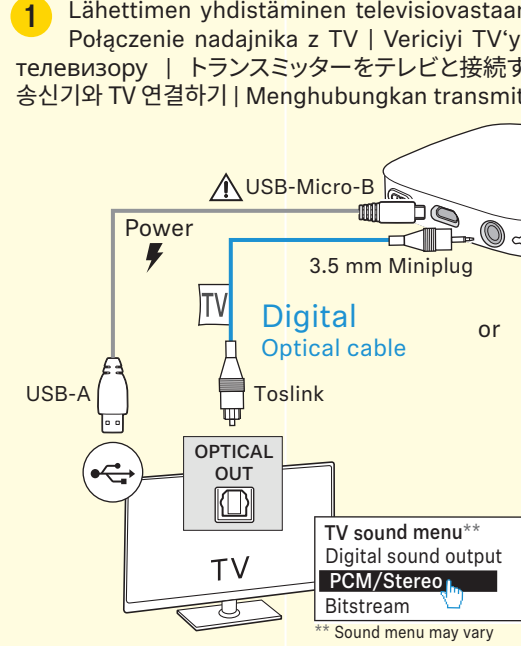 1 Lähettimen yhdistäminen televisiovastaan
Połączenie nadajnika z TV | Vericiyi TV'y
телевизору | トランスミッターをテレビと接続す
송신기와 TV 연결하기 | Menghubungkan transmit
USB-Micro-B
Power
3.5 mm Miniplug
TV
Digital
Optical cable
or
USB-A
Toslink
OPTICAL
OUT
TV
TV sound menu**
Digital sound output
PCM/Stereo
Bitstream
** Sound menu may vary